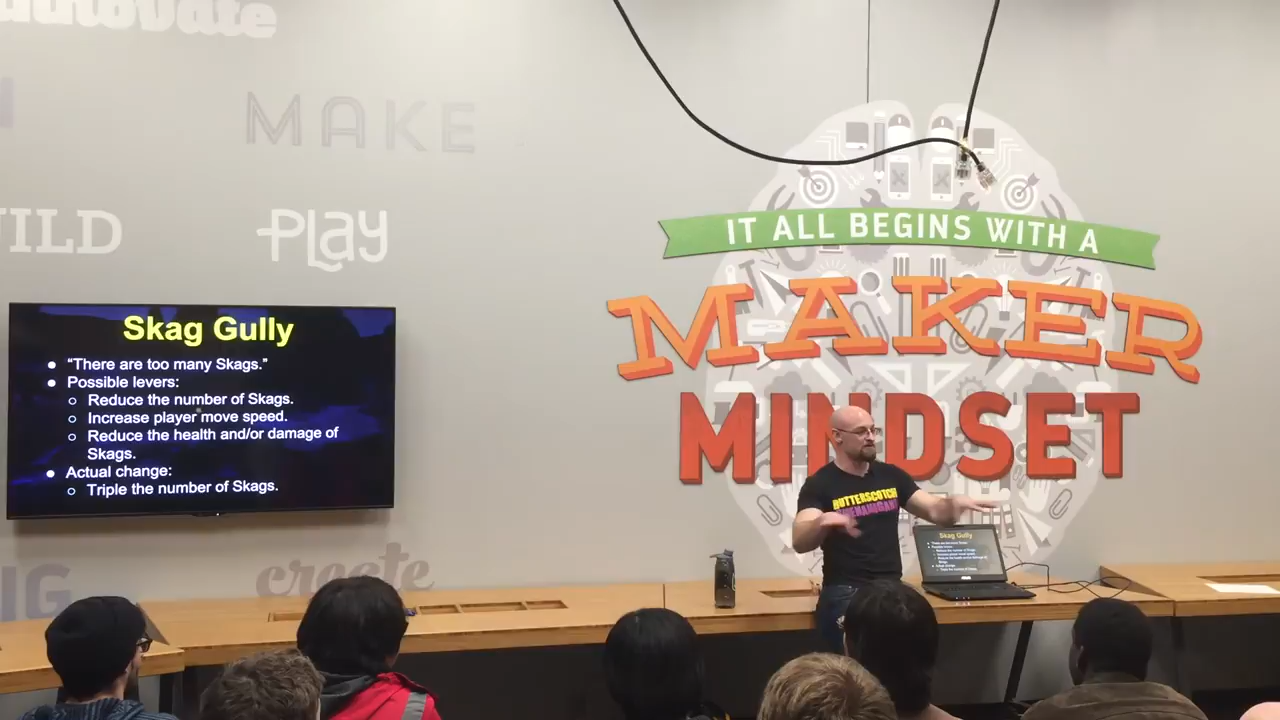 MAKE
PLAY
Skag Gully
• "There are too many Skags."
• Possible levers:
○ Reduce the number of Skags.
○ Increase player move speed.
○ Reduce the health and/or damage of
Skags.
• Actual change:
○ Triple the number of Skags.
create
IT ALL BEGINS WITH A
MAKER
MINDSET
BUTTERSCOTCH
Skag Gully